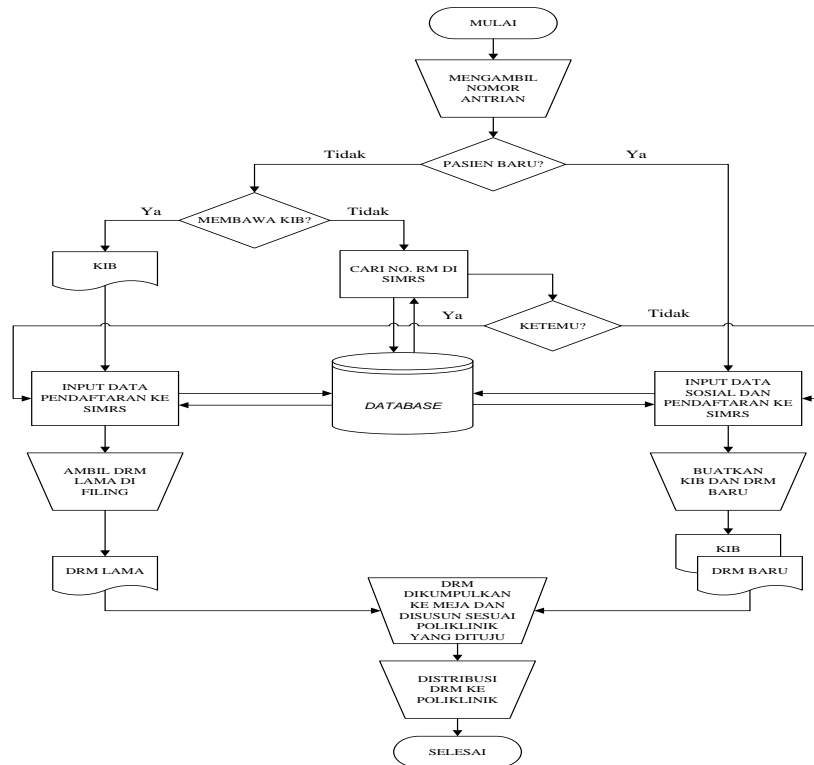 MULAI
MENGAMBIL
NOMOR
ANTRIAN
Tidak
PASIEN BARU?
Ya
Ya
MEMBAWA KIB?
Tidak
KIB
CARI NO. RM DI
SIMRS
Ya
KETEMU?
Tidak
INPUT DATA
PENDAFTARAN KE
SIMRS
DATABASE
INPUT DATA
SOSIAL DAN
PENDAFTARAN KE
SIMRS
AMBIL DRM
LAMA DI
FILING
BUATKAN
KIB DAN DRM
BARU
DRM LAMA
KIB
DRM BARU
DRM
DIKUMPULKAN
KE MEJA DAN
DISUSUN SESUAI
POLIKLINIK
YANG DITUJU
DISTRIBUSI
DRM KE
POLIKLINIK
SELESAI